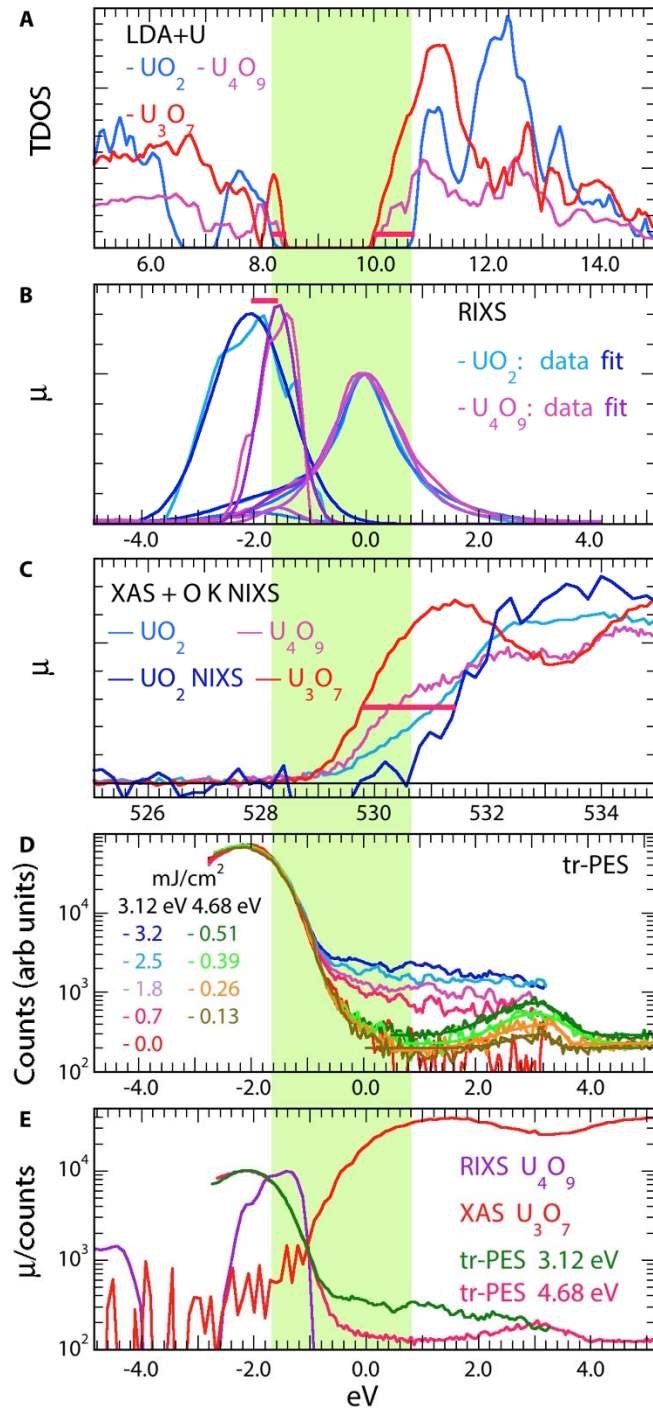 A
LDA+U
- UO2 - U4O9
- U3O7
TDOS
6.0 8.0 10.0 12.0 14.0
B
RIXS
- UO2: data fit
- U4O9: data fit
μ
-4.0 -2.0 0.0 2.0 4.0
C
XAS + O K NIXS
— UO2 — U4O9
— UO2 NIXS — U3O7
μ
526 528 530 532 534
D
tr-PES
mJ/cm2
3.12 eV 4.68 eV
- 3.2 - 0.51
- 2.5 - 0.39
- 1.8 - 0.26
- 0.7 - 0.13
- 0.0
Counts (arb units)
10^4
10^3
10^2
-4.0 -2.0 0.0 2.0 4.0
E
RIXS U4O9
XAS U3O7
tr-PES 3.12 eV
tr-PES 4.68 eV
μ/counts
10^4
10^3
10^2
-4.0 -2.0 0.0 2.0 4.0
eV